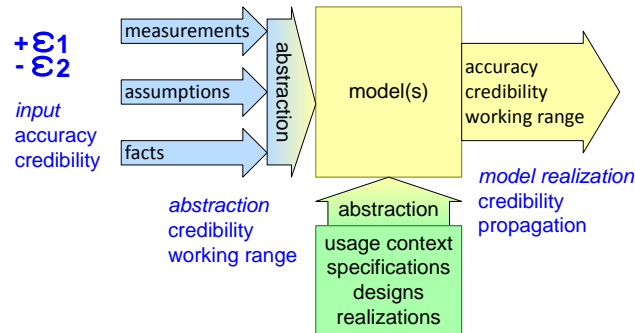 +ε1
- ε2
input
accuracy
credibility
measurements
assumptions
facts
abstraction
abstraction
credibility
working range
model(s)
accuracy
credibility
working range
model realization
credibility
propagation
abstraction
usage context
specifications
designs
realizations